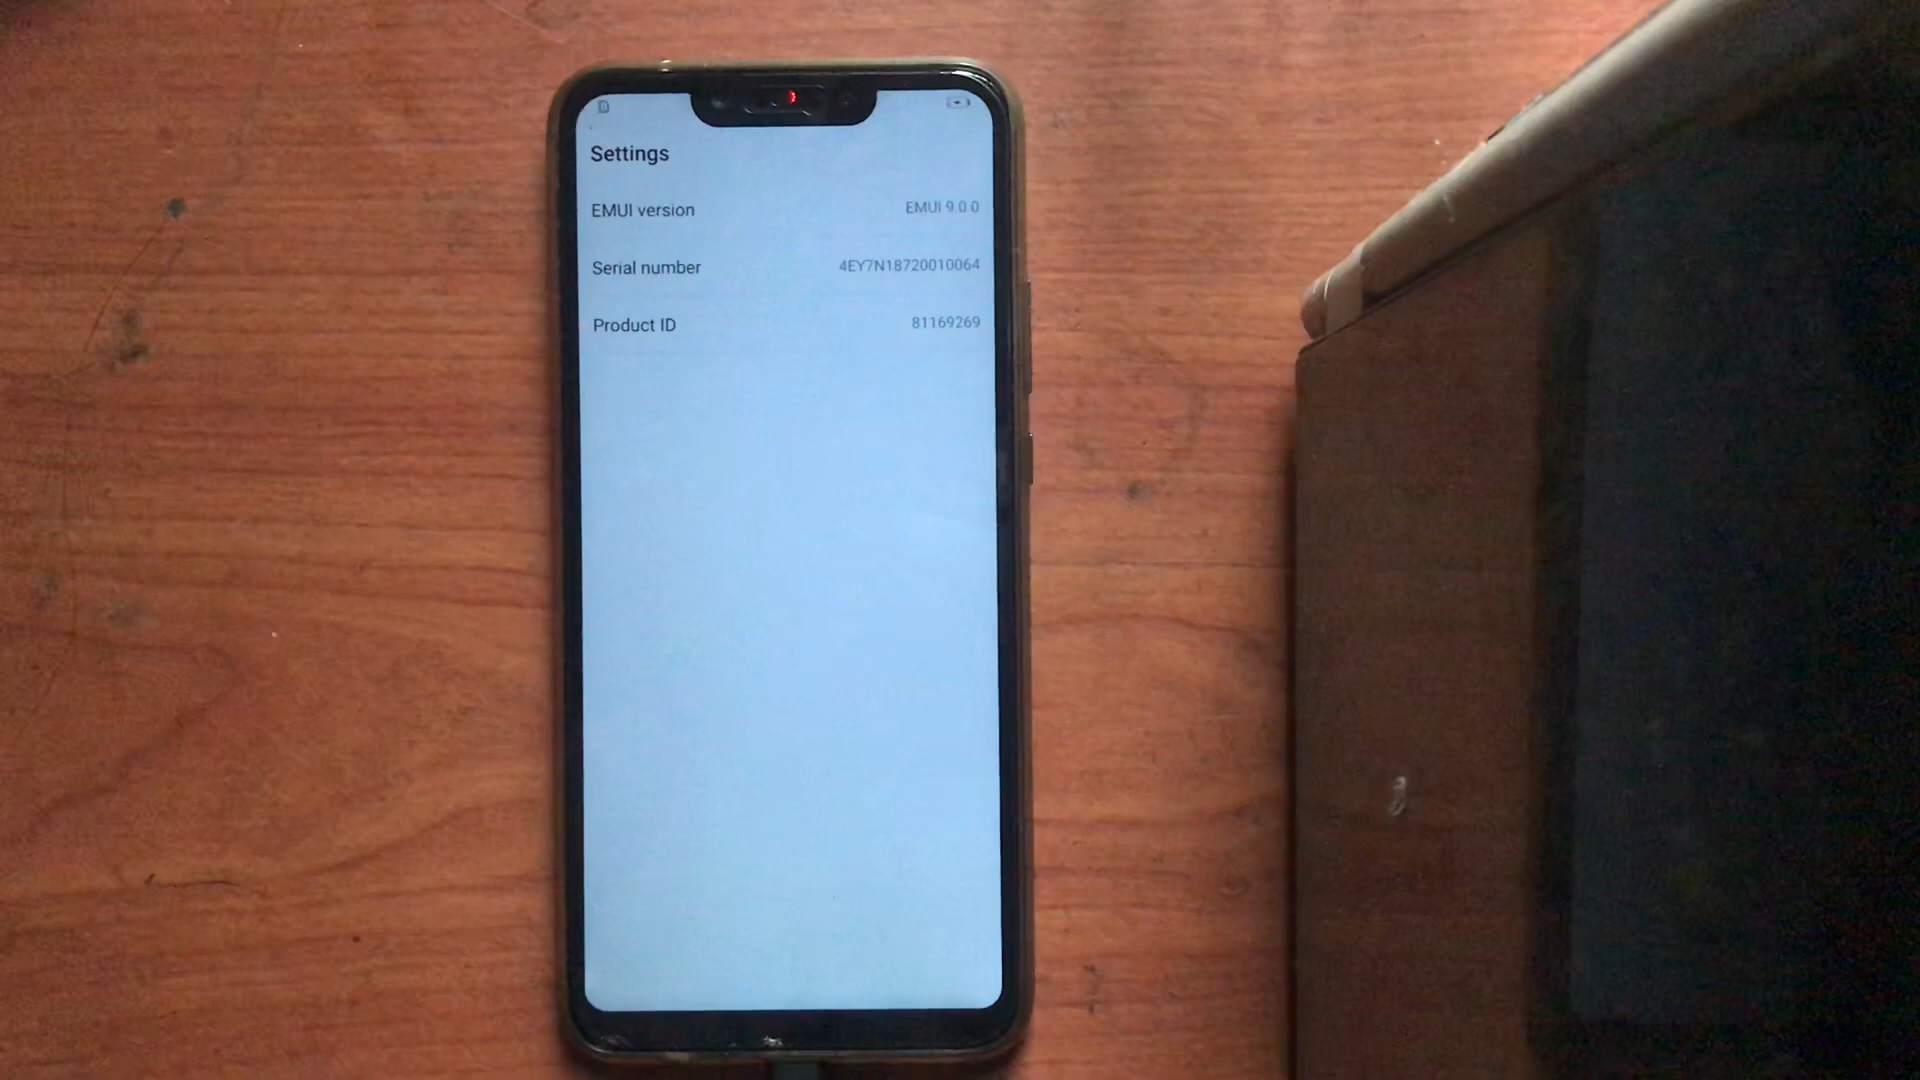 Settings
EMUI version EMUI 9.0.0
Serial number 4EY7N18720010064
Product ID 81169269